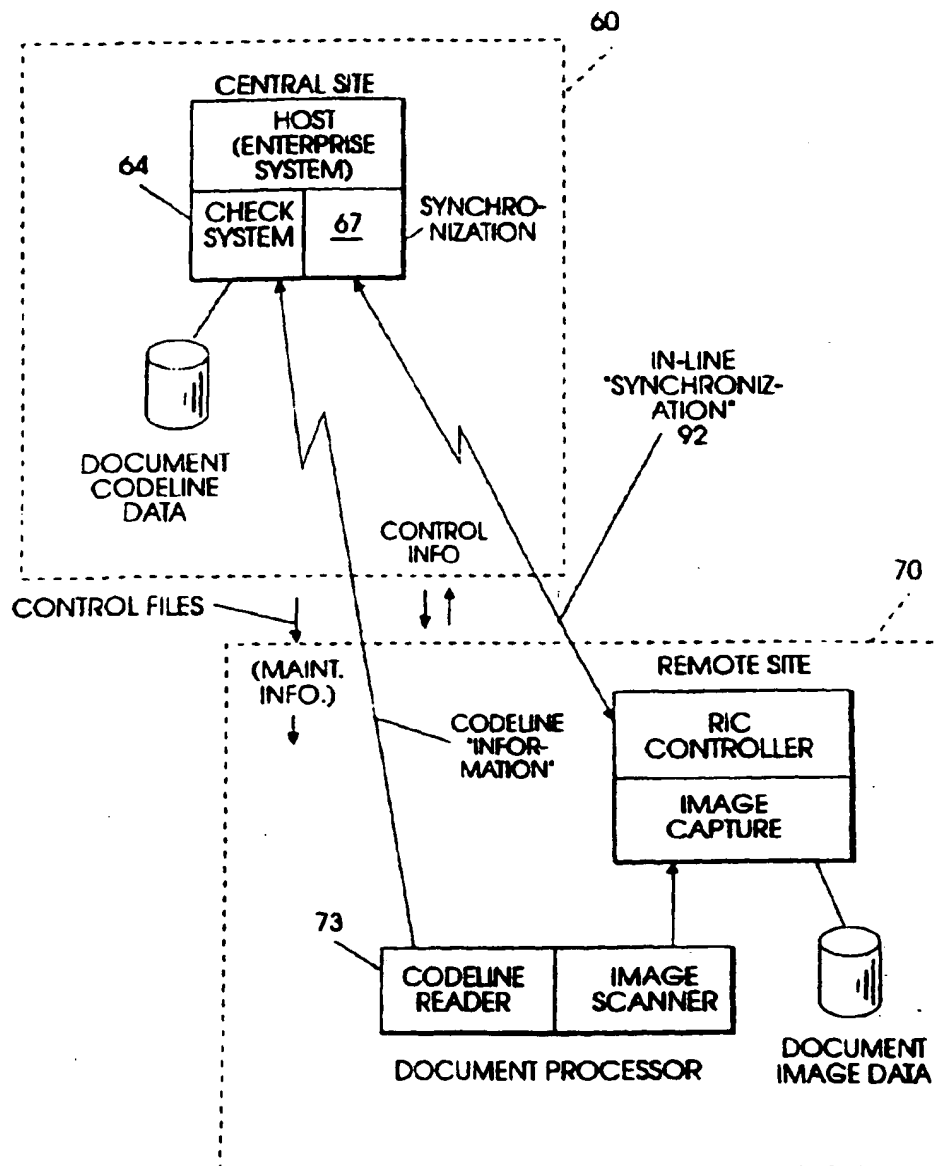 60
CENTRAL SITE
HOST
(ENTERPRISE
SYSTEM)
64
CHECK
SYSTEM
67
SYNCHRO-
NIZATION
IN-LINE
"SYNCHRONIZ-
ATION"
92
DOCUMENT
CODELINE
DATA
CONTROL
INFO
70
CONTROL FILES
(MAINT.
INFO.)
REMOTE SITE
CODELINE
"INFOR-
MATION"
RIC
CONTROLLER
IMAGE
CAPTURE
73
CODELINE
READER
IMAGE
SCANNER
DOCUMENT PROCESSOR
DOCUMENT
IMAGE DATA